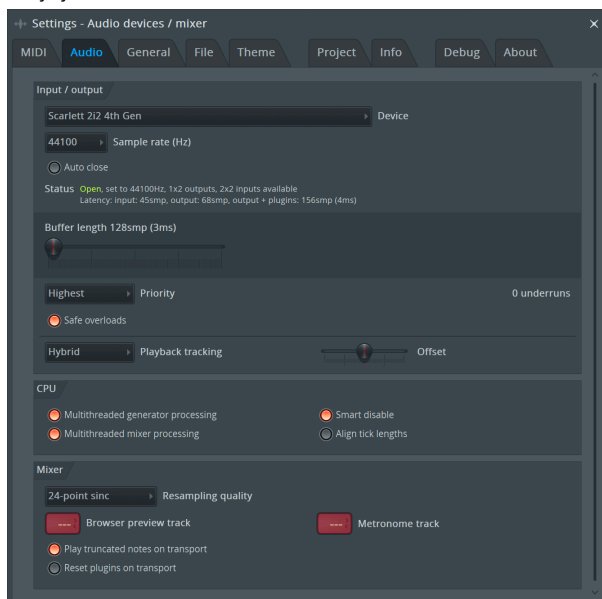 Settings - Audio devices / mixer
MIDI Audio General File Theme Project Info Debug About
Input / output
Scarlett 2i2 4th Gen Device
44100 Sample rate (Hz)
Auto close
Status Open, set to 44100Hz, 1x2 outputs, 2x2 inputs available
Latency: input: 45smp, output: 68smp, output + plugins: 156smp (4ms)
Buffer length 128smp (3ms)
Highest Priority 0 underruns
Safe overloads
Hybrid Playback tracking Offset
CPU
Multithreaded generator processing Smart disable
Multithreaded mixer processing Align tick lengths
Mixer
24-point sinc Resampling quality
--- Browser preview track --- Metronome track
Play truncated notes on transport
Reset plugins on transport